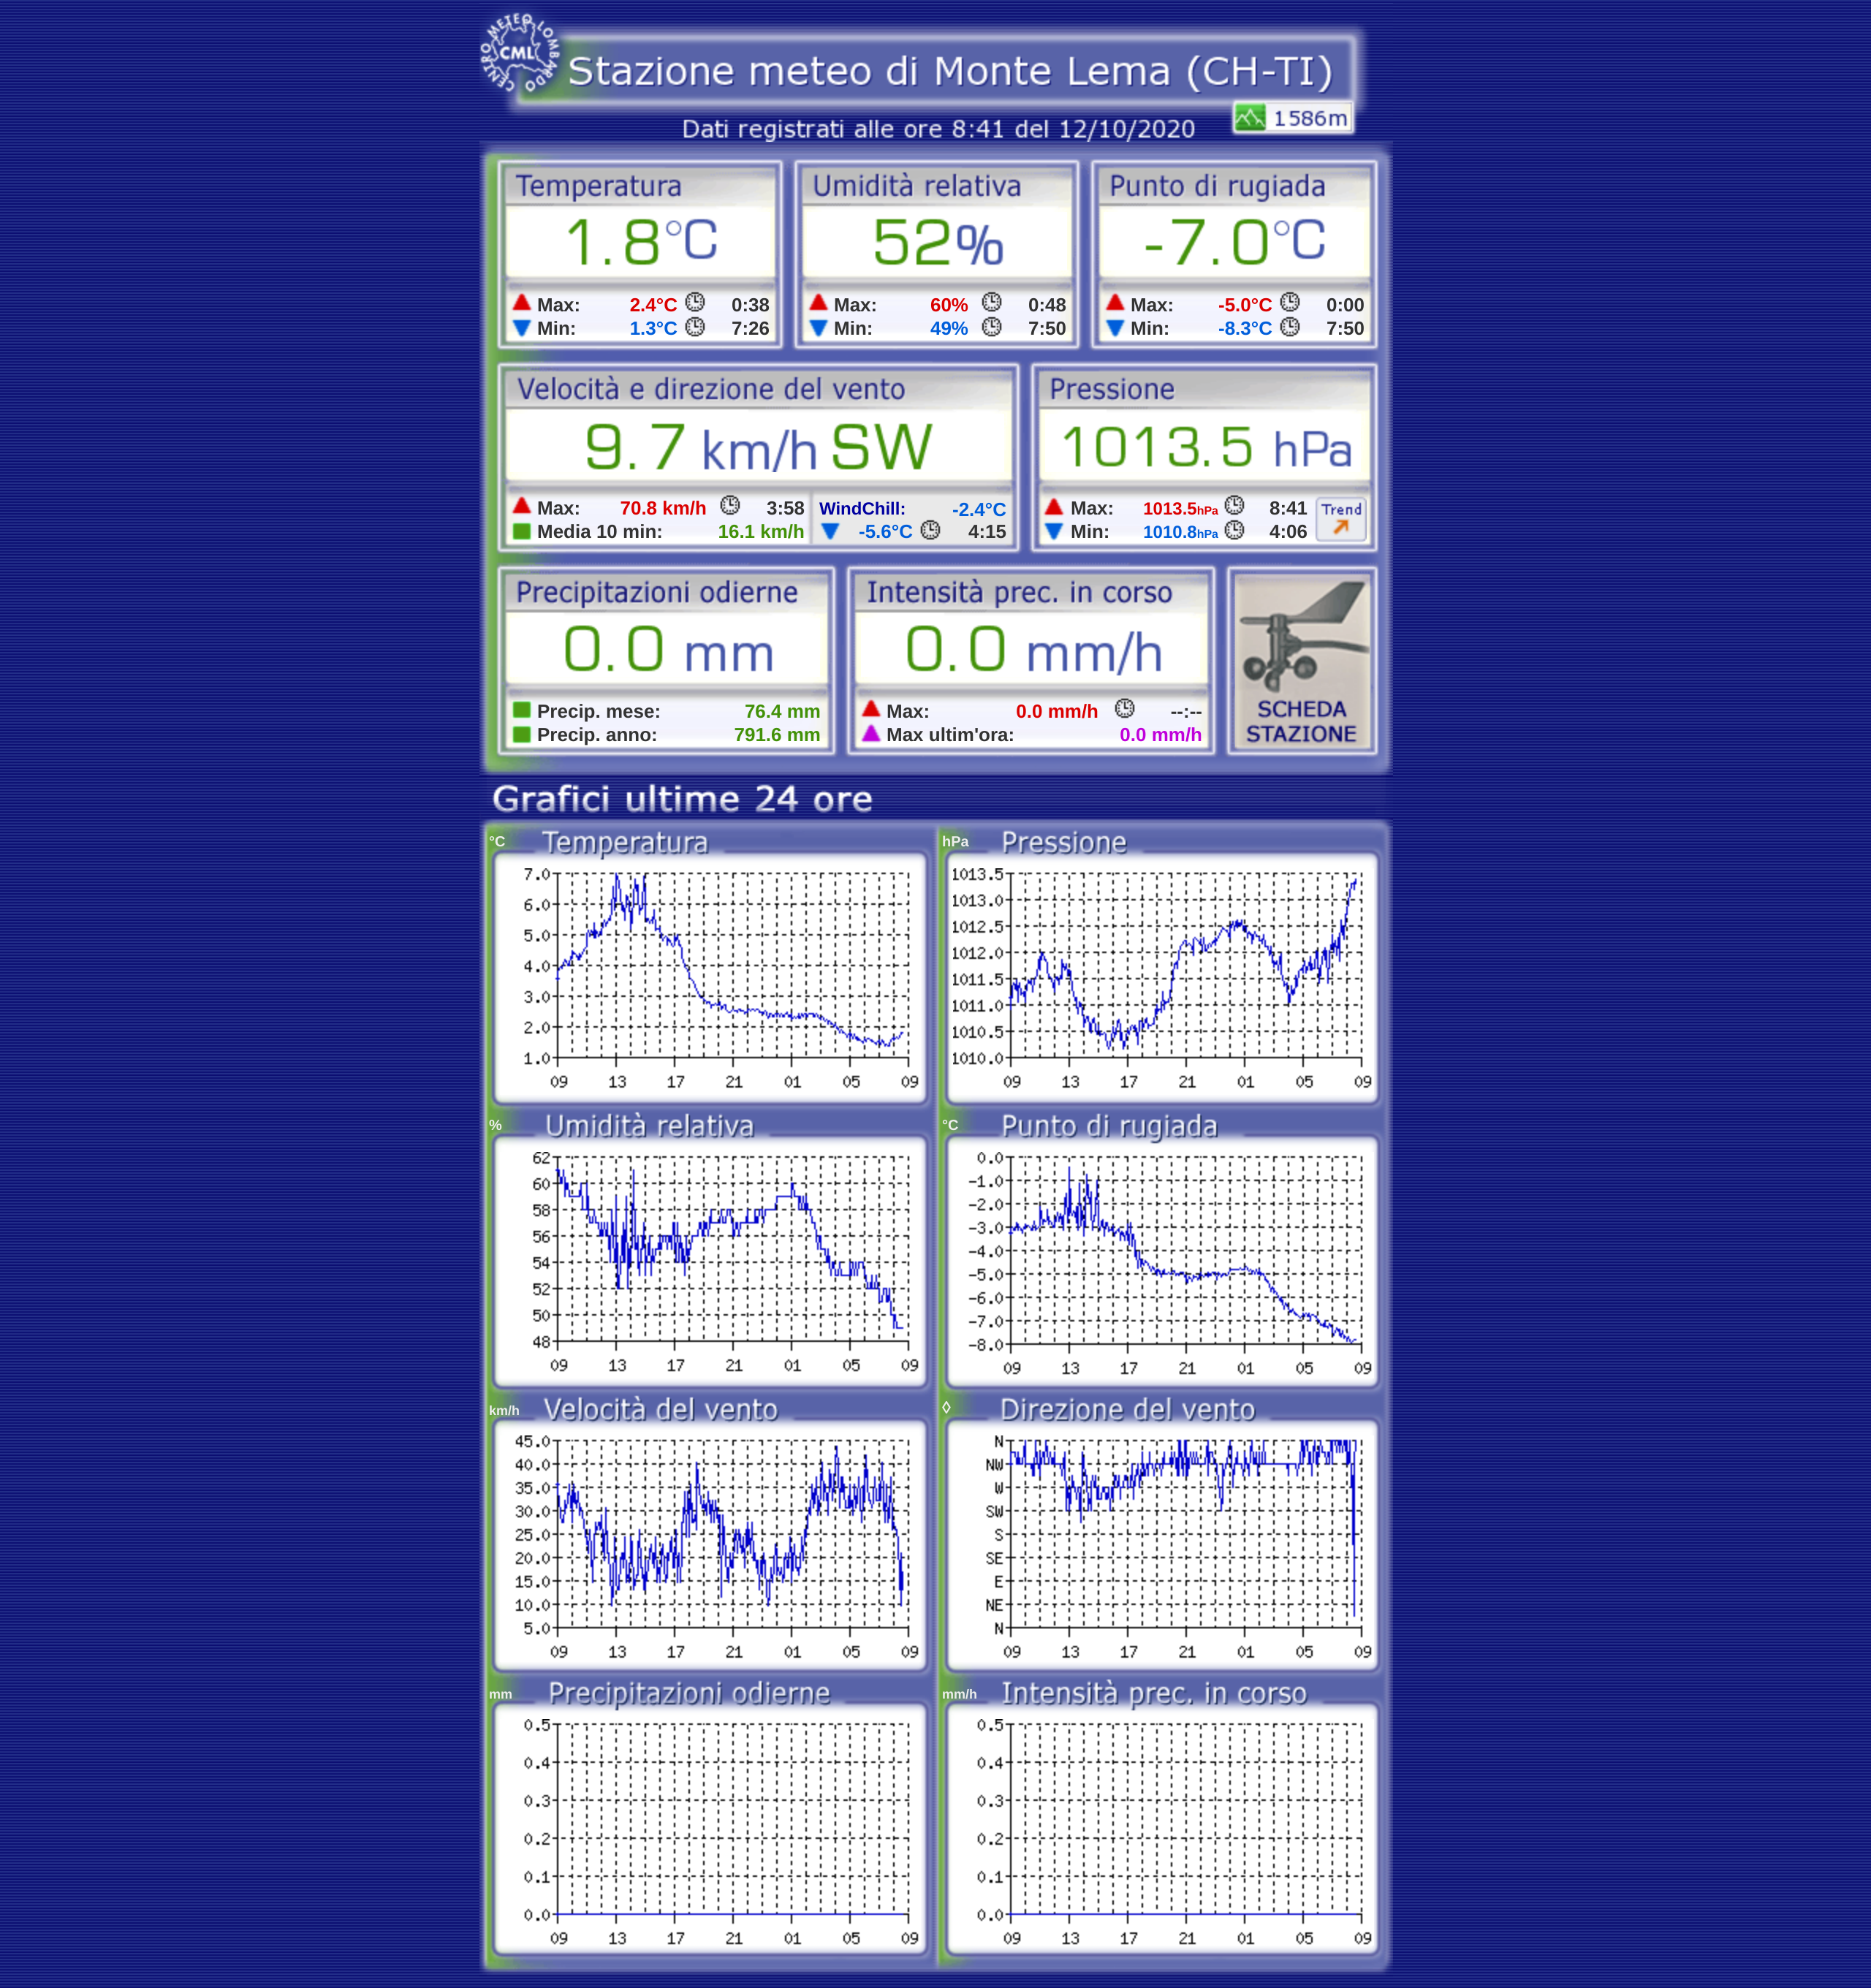 CENTRO METEO LOMBARDO
CML
Stazione meteo di Monte Lema (CH-TI)
1586m
Dati registrati alle ore 8:41 del 12/10/2020
Temperatura
1.8°C
Max: 2.4°C 0:38
Min: 1.3°C 7:26
Umidità relativa
52%
Max: 60% 0:48
Min: 49% 7:50
Punto di rugiada
-7.0°C
Max: -5.0°C 0:00
Min: -8.3°C 7:50
Velocità e direzione del vento
9.7 km/h SW
Max: 70.8 km/h 3:58
Media 10 min: 16.1 km/h
WindChill: -2.4°C
-5.6°C 4:15
Pressione
1013.5 hPa
Max: 1013.5hPa 8:41
Min: 1010.8hPa 4:06
Trend
Precipitazioni odierne
0.0 mm
Precip. mese: 76.4 mm
Precip. anno: 791.6 mm
Intensità prec. in corso
0.0 mm/h
Max: 0.0 mm/h --:--
Max ultim'ora: 0.0 mm/h
SCHEDA
STAZIONE
Grafici ultime 24 ore
°C Temperatura
7.0
6.0
5.0
4.0
3.0
2.0
1.0
09 13 17 21 01 05 09
hPa Pressione
1013.5
1013.0
1012.5
1012.0
1011.5
1011.0
1010.5
1010.0
09 13 17 21 01 05 09
% Umidità relativa
62
60
58
56
54
52
50
48
09 13 17 21 01 05 09
°C Punto di rugiada
0.0
-1.0
-2.0
-3.0
-4.0
-5.0
-6.0
-7.0
-8.0
09 13 17 21 01 05 09
km/h Velocità del vento
45.0
40.0
35.0
30.0
25.0
20.0
15.0
10.0
5.0
09 13 17 21 01 05 09
◊ Direzione del vento
N
NW
W
SW
S
SE
E
NE
N
09 13 17 21 01 05 09
mm Precipitazioni odierne
0.5
0.4
0.3
0.2
0.1
0.0
09 13 17 21 01 05 09
mm/h Intensità prec. in corso
0.5
0.4
0.3
0.2
0.1
0.0
09 13 17 21 01 05 09